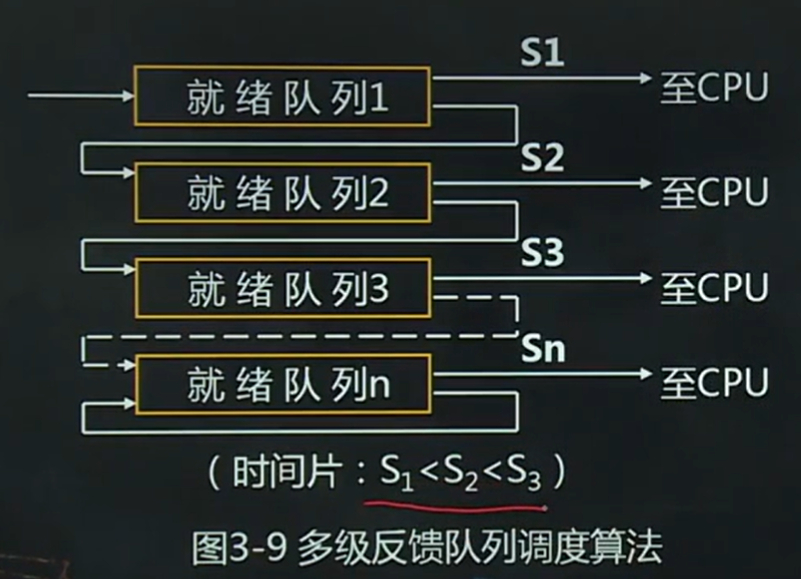 S1
就绪队列1 至CPU
S2
就绪队列2 至CPU
S3
就绪队列3 至CPU
Sn
就绪队列n 至CPU
（时间片：S₁<S₂<S₃）
图3-9 多级反馈队列调度算法